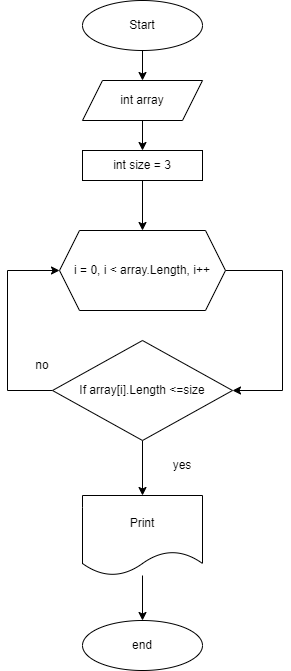 Start
int array
int size = 3
i = 0, i < array.Length, i++
no
If array[i].Length <=size
yes
Print
end